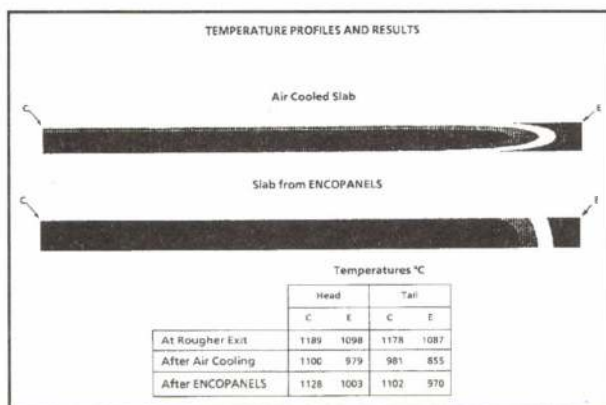 TEMPERATURE PROFILES AND RESULTS
Air Cooled Slab
C E
Slab from ENCOPANELS
C E
Temperatures °C
Head Tail
C E C E
At Rougher Exit 1189 1098 1178 1087
After Air Cooling 1100 979 981 855
After ENCOPANELS 1128 1003 1102 970